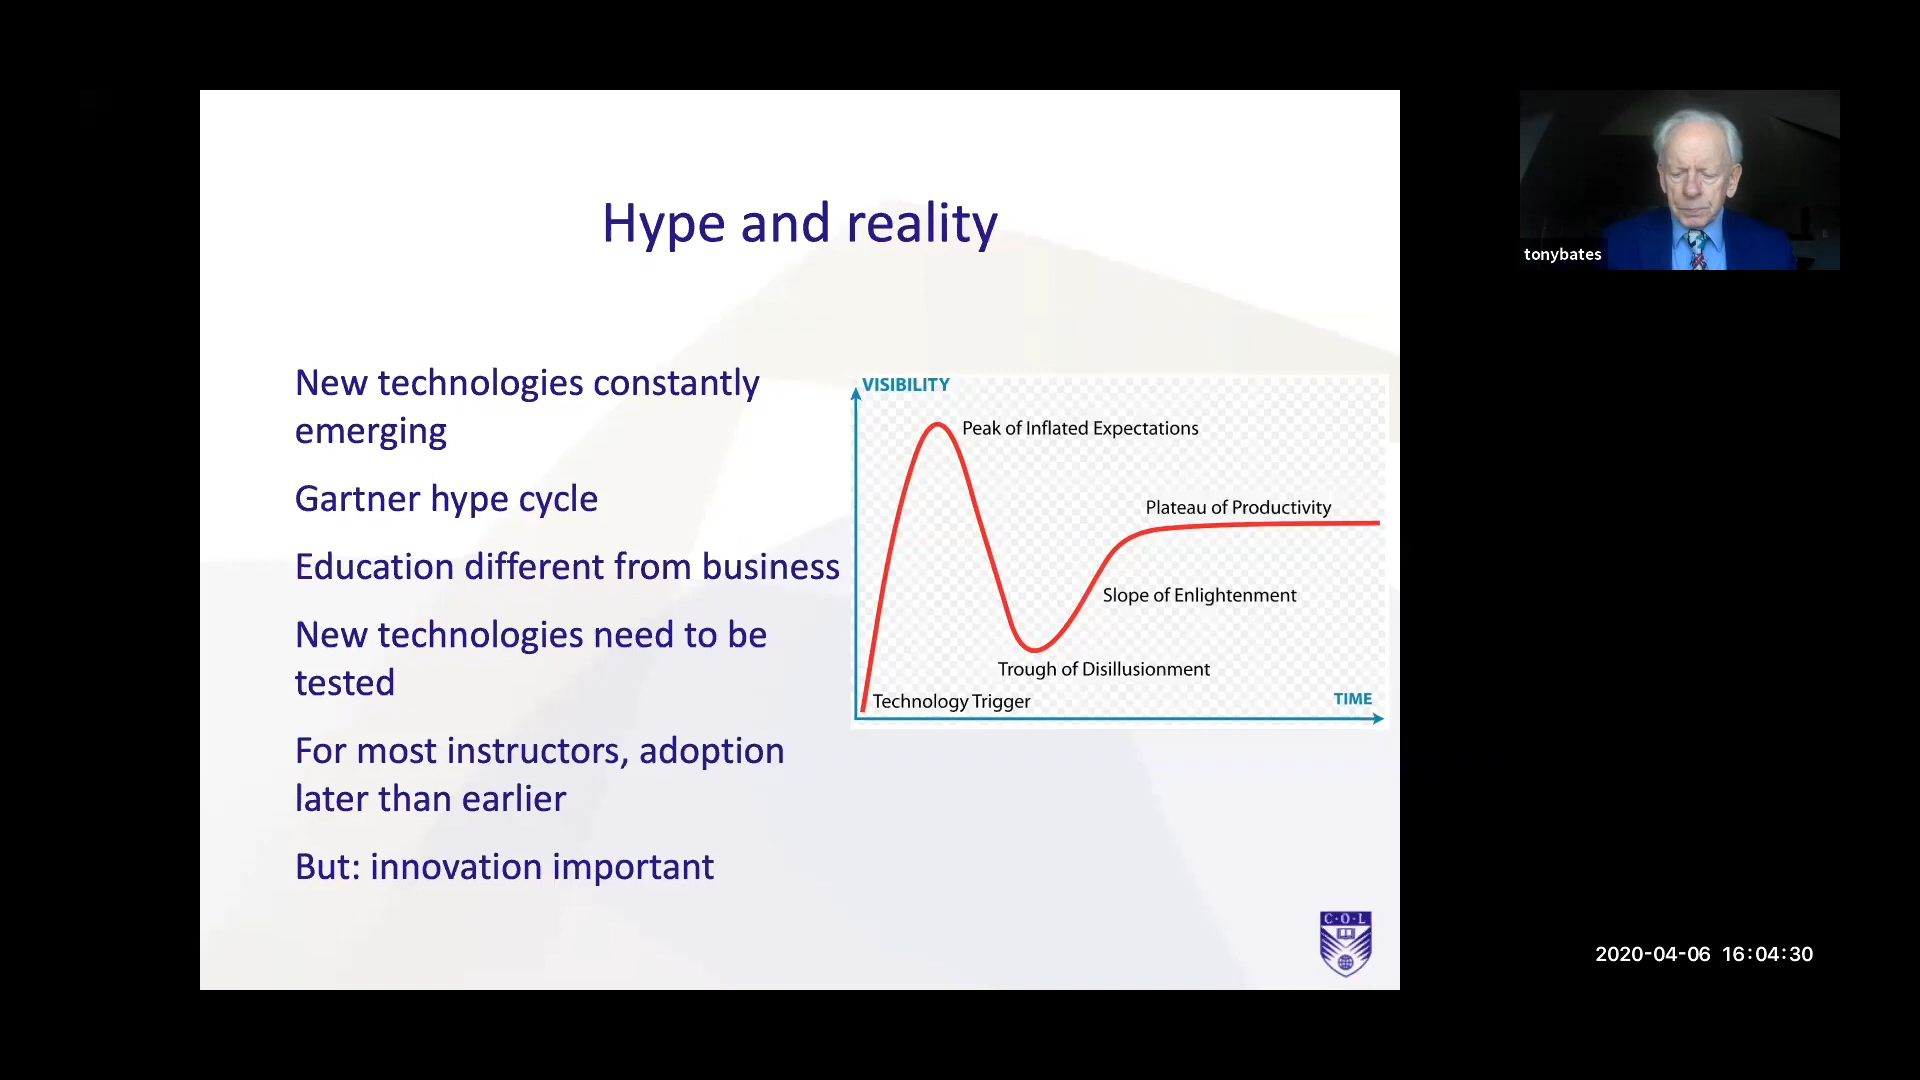 Hype and reality
New technologies constantly
emerging
Gartner hype cycle
Education different from business
New technologies need to be
tested
For most instructors, adoption
later than earlier
But: innovation important
VISIBILITY
Peak of Inflated Expectations
Plateau of Productivity
Slope of Enlightenment
Trough of Disillusionment
Technology Trigger
TIME
C·O·L
tonybates
2020-04-06 16:04:30